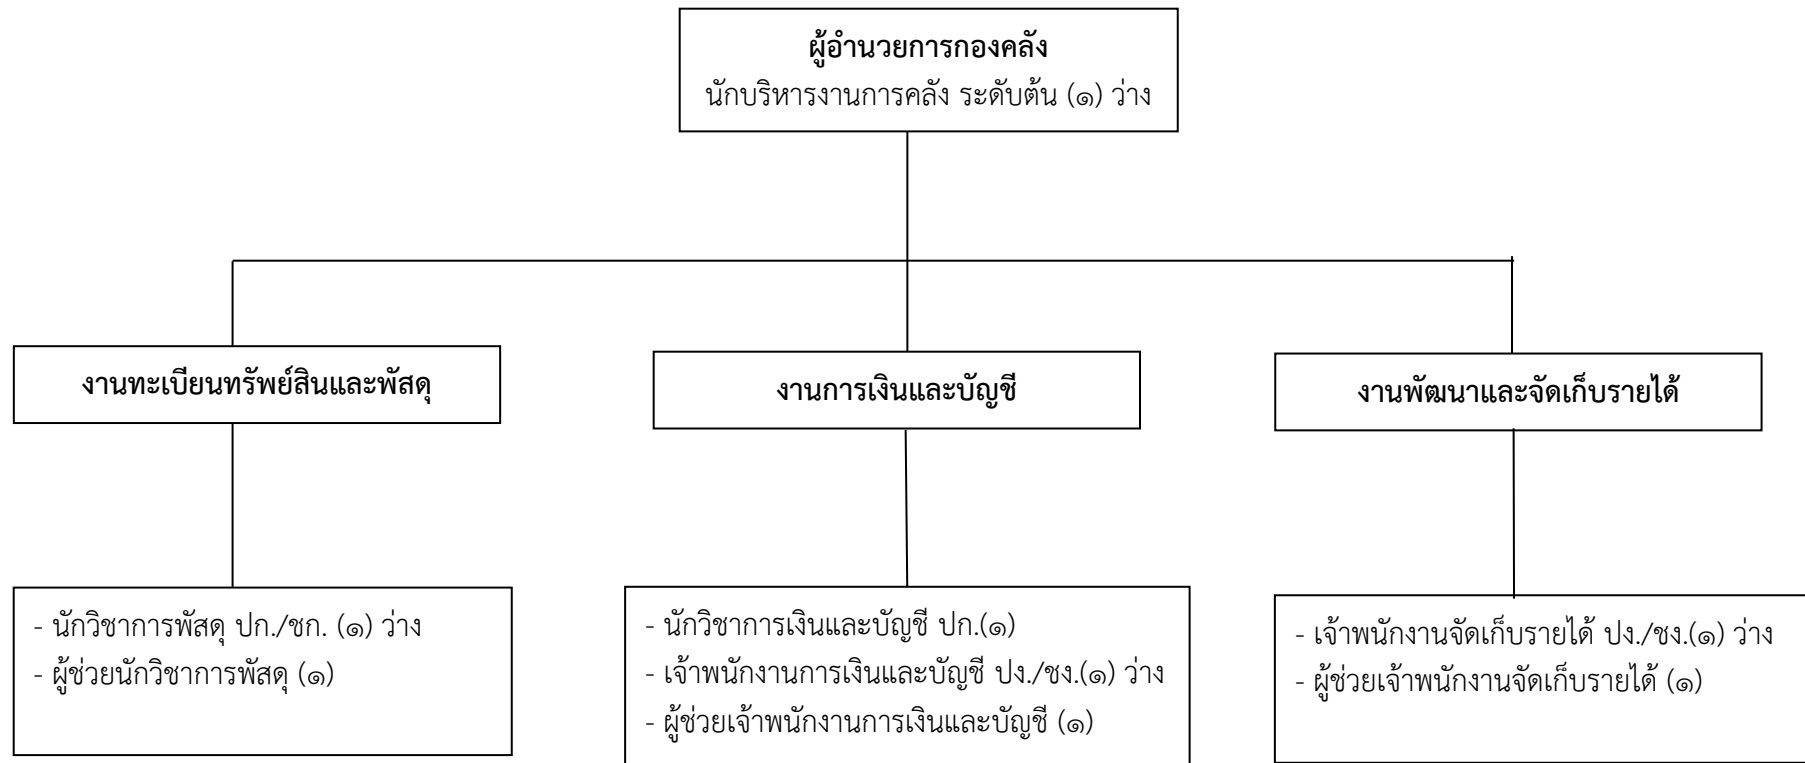 ผู้อำนวยการกองคลัง
นักบริหารงานการคลัง ระดับต้น (๑) ว่าง
งานทะเบียนทรัพย์สินและพัสดุ
งานการเงินและบัญชี
งานพัฒนาและจัดเก็บรายได้
- นักวิชาการพัสดุ ปก./ชก. (๑) ว่าง
- ผู้ช่วยนักวิชาการพัสดุ (๑)
- นักวิชาการเงินและบัญชี ปก.(๑)
- เจ้าพนักงานการเงินและบัญชี ปง./ชง.(๑) ว่าง
- ผู้ช่วยเจ้าพนักงานการเงินและบัญชี (๑)
- เจ้าพนักงานจัดเก็บรายได้ ปง./ชง.(๑) ว่าง
- ผู้ช่วยเจ้าพนักงานจัดเก็บรายได้ (๑)